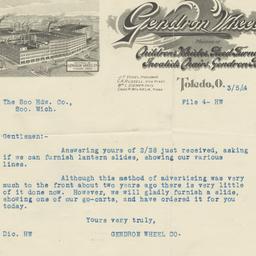 Gendron Wheel
Children's Vehicles, Reed Furn
Invalids Chairs, Gendron
Toledo, O. 3/5/4
The Soo Hdw. Co., File 4- HW
Soo. Mich.
Gentlemen:-
Answering yours of 2/28 just received, asking
if we can furnish lantern slides, showing our various
lines.
Although this method of advertising was very
much to the front about two years ago there is very little
of it done now. However, we will gladly furnish a slide,
showing one of our go-carts, and have ordered it for you
today.
Yours very truly,
Dic. HW GENDRON WHEEL CO-